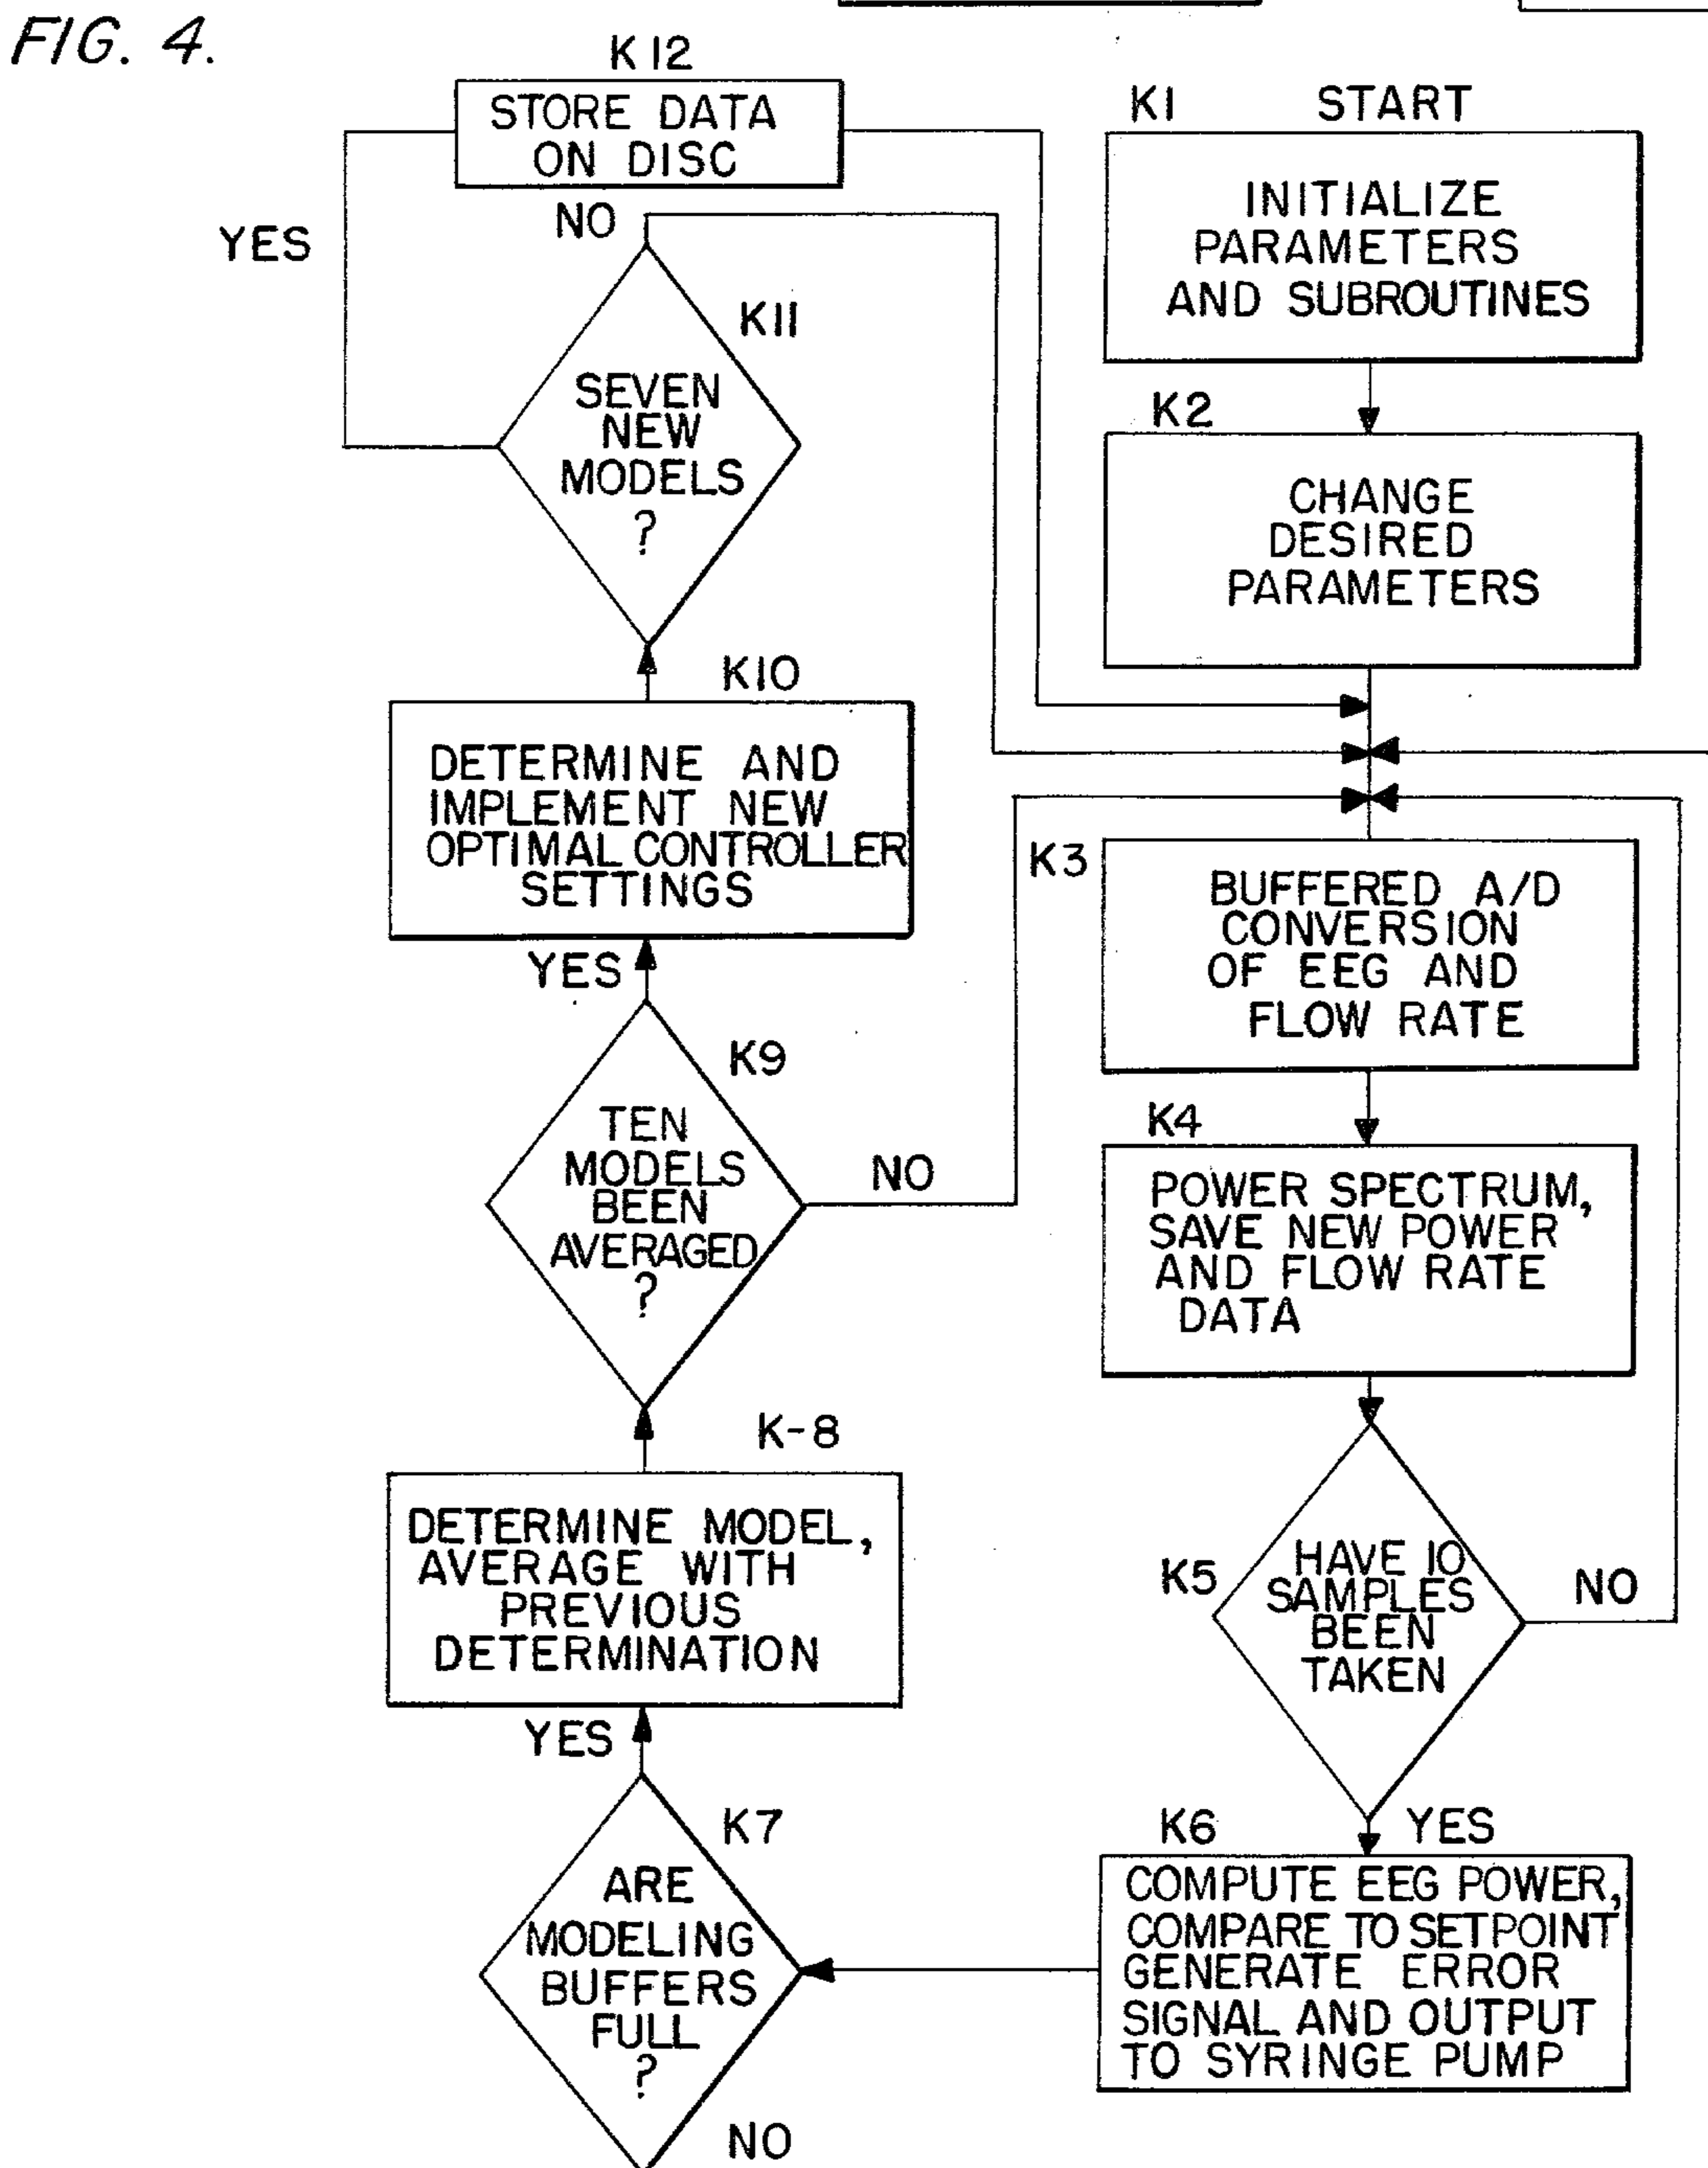 FIG. 4.
K12
STORE DATA
ON DISC
YES
NO
K11
SEVEN
NEW
MODELS
?
K10
DETERMINE AND
IMPLEMENT NEW
OPTIMAL CONTROLLER
SETTINGS
YES
K9
TEN
MODELS
BEEN
AVERAGED
?
NO
K-8
DETERMINE MODEL,
AVERAGE WITH
PREVIOUS
DETERMINATION
YES
K7
ARE
MODELING
BUFFERS
FULL
?
NO
K1 START
INITIALIZE
PARAMETERS
AND SUBROUTINES
K2
CHANGE
DESIRED
PARAMETERS
K3
BUFFERED A/D
CONVERSION
OF EEG AND
FLOW RATE
K4
POWER SPECTRUM,
SAVE NEW POWER
AND FLOW RATE
DATA
K5
HAVE 10
SAMPLES
BEEN
TAKEN
NO
YES
K6
COMPUTE EEG POWER,
COMPARE TO SETPOINT
GENERATE ERROR
SIGNAL AND OUTPUT
TO SYRINGE PUMP